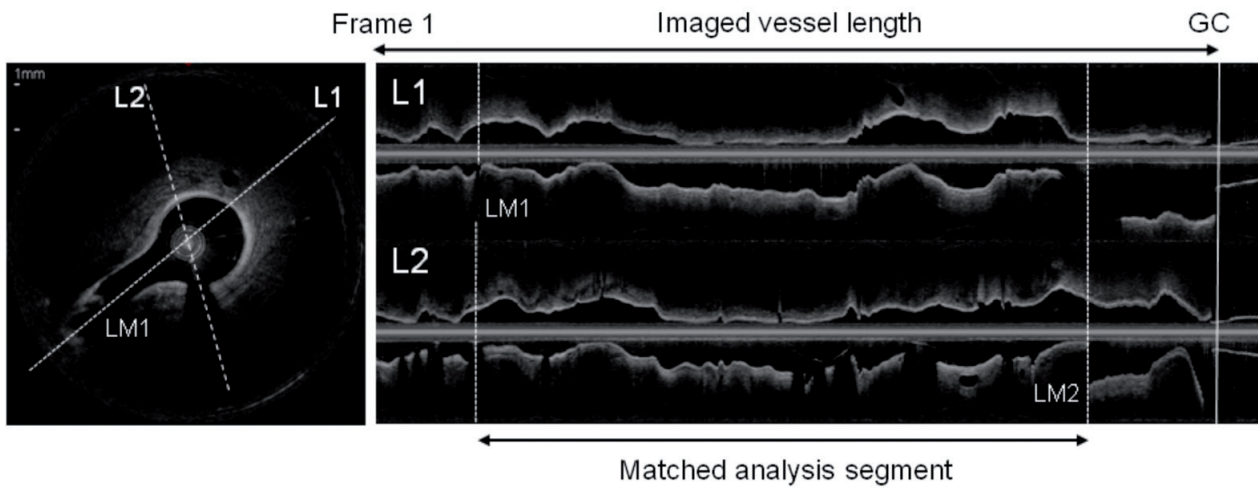 Frame 1 Imaged vessel length GC
1mm
L2 L1
LM1
L1
LM1
L2
LM2
Matched analysis segment